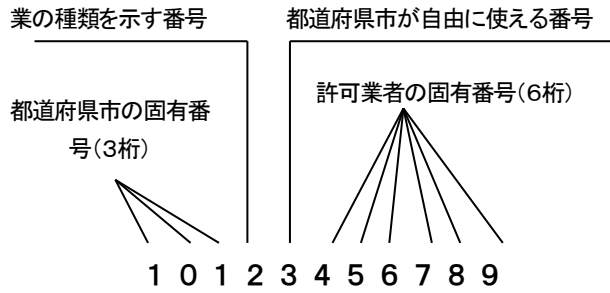 業の種類を示す番号
都道府県市が自由に使える番号
都道府県市の固有番
号(3桁)
許可業者の固有番号(6桁)
1 0 1 2 3 4 5 6 7 8 9